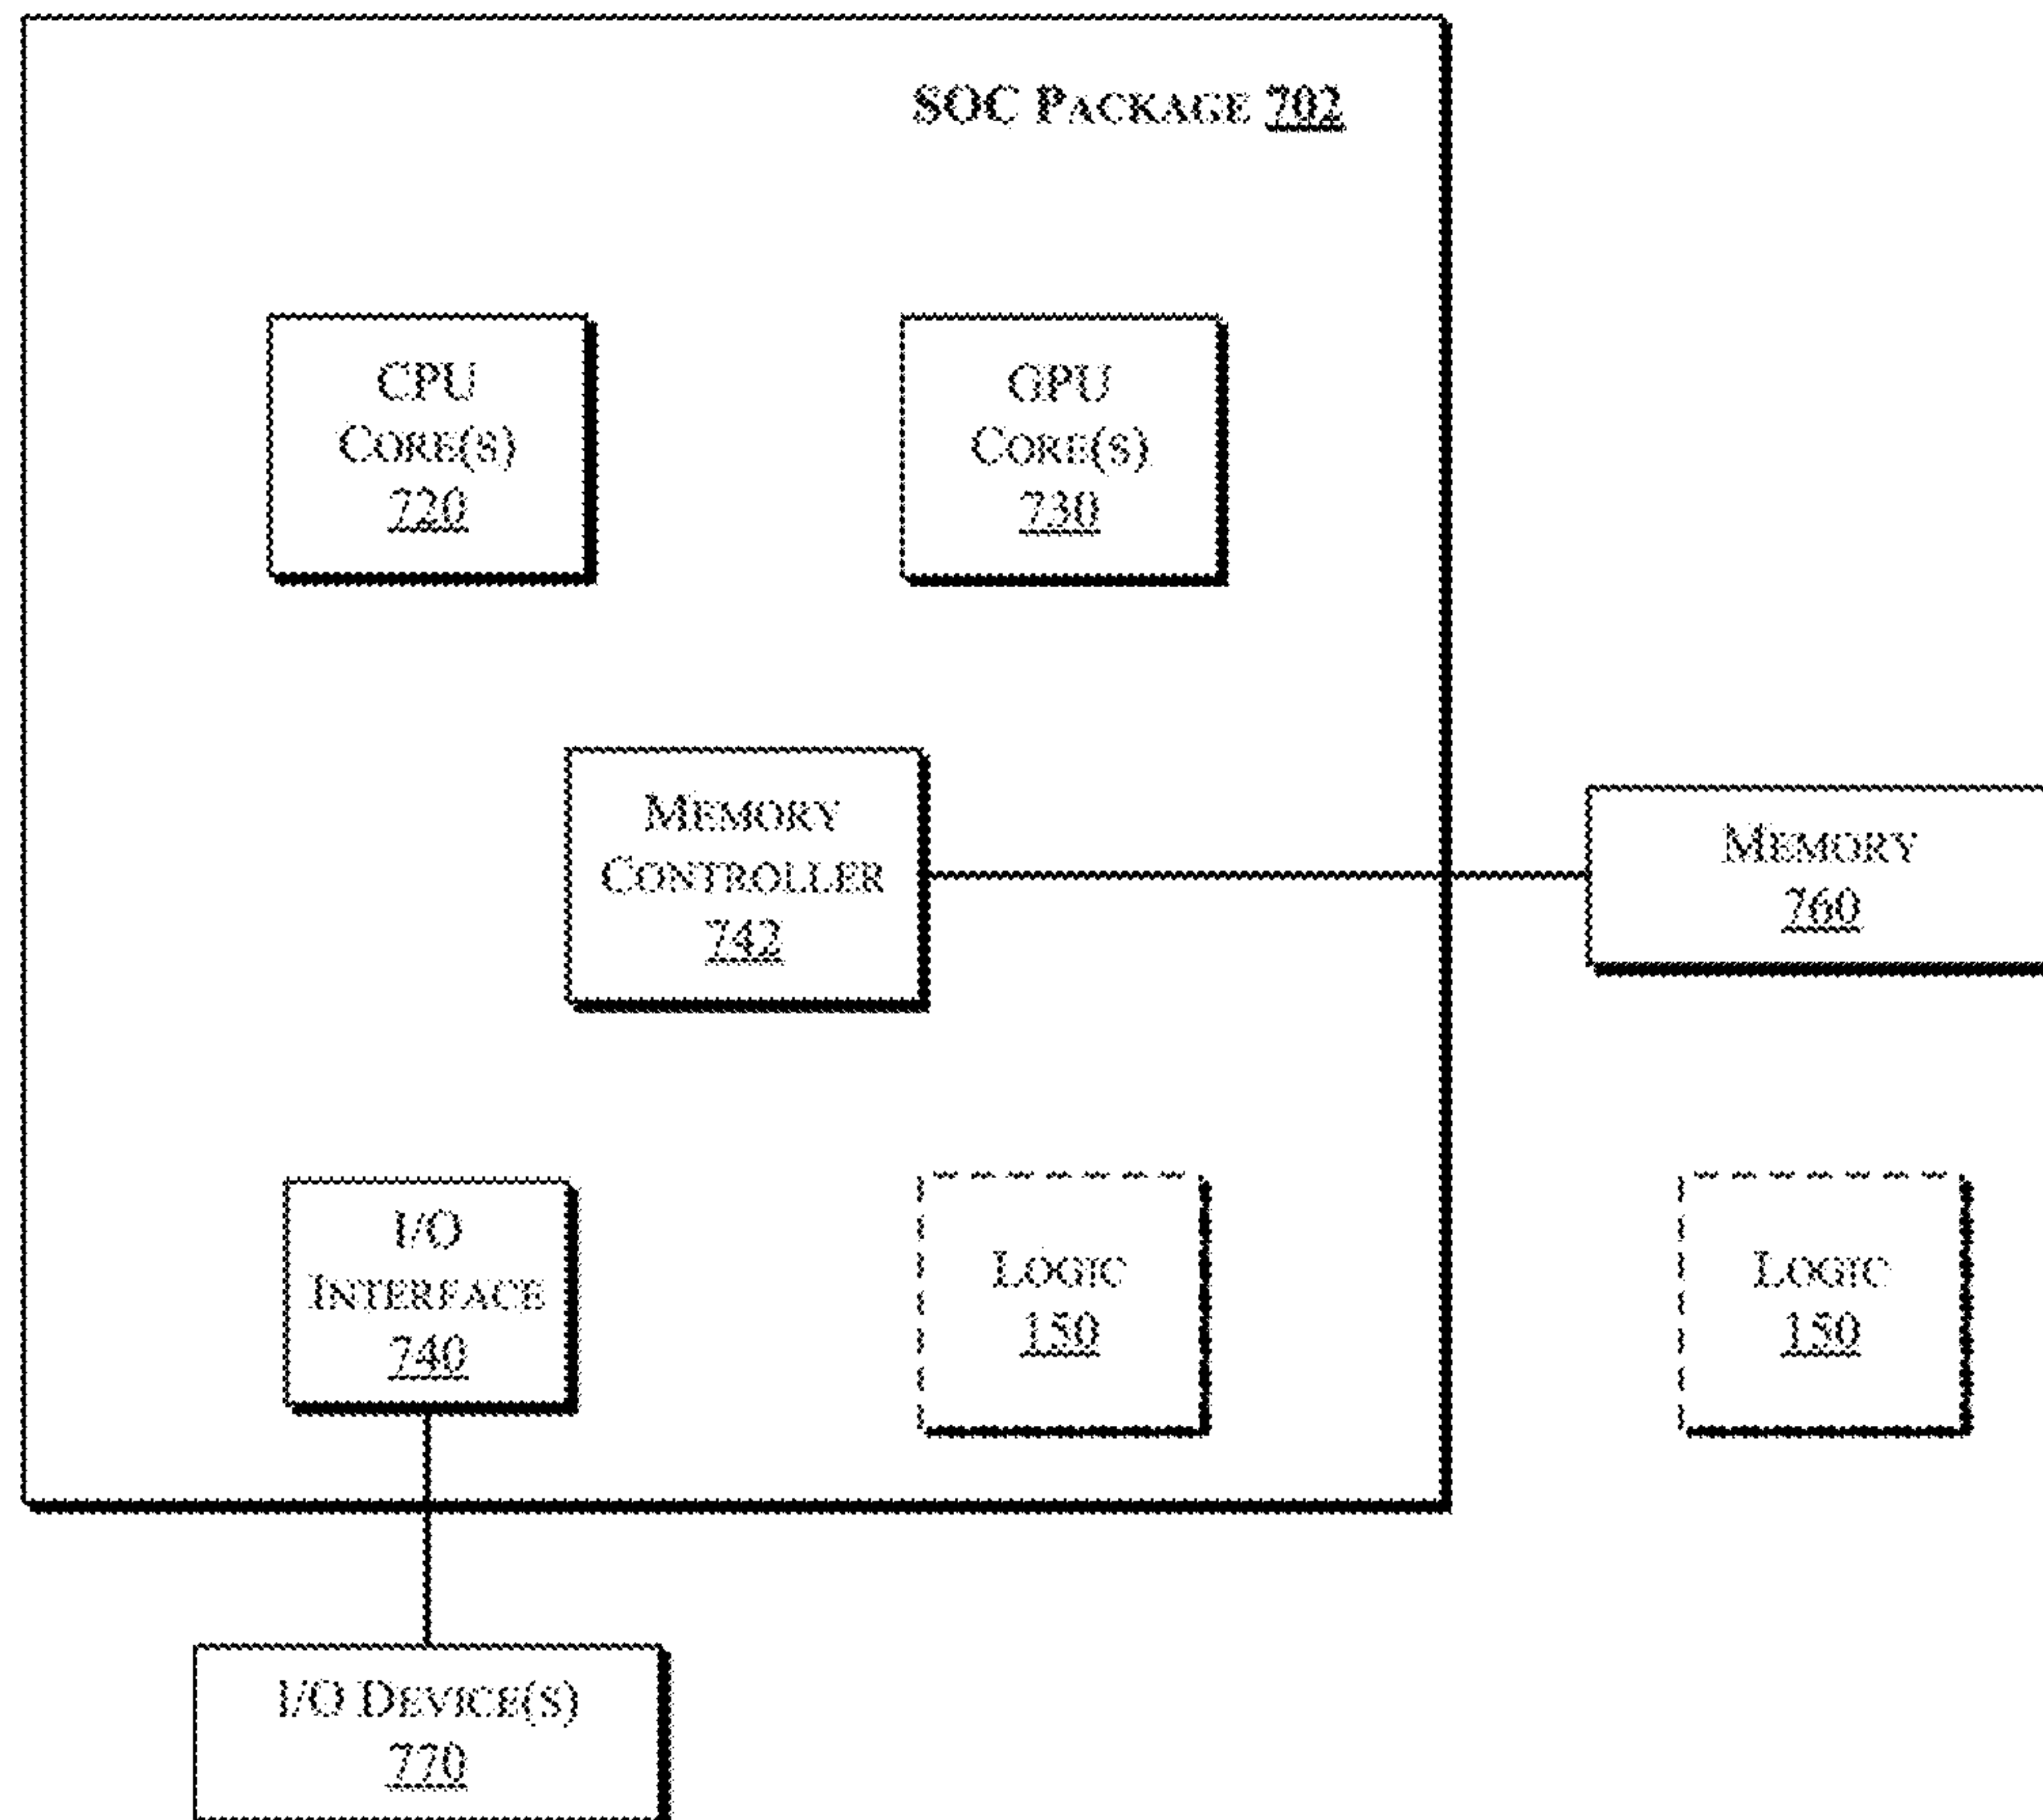 SOC PACKAGE 702
CPU
CORE(S)
720
GPU
CORE(S)
730
MEMORY
CONTROLLER
742
MEMORY
760
I/O
INTERFACE
740
LOGIC
150
LOGIC
150
I/O DEVICE(S)
770